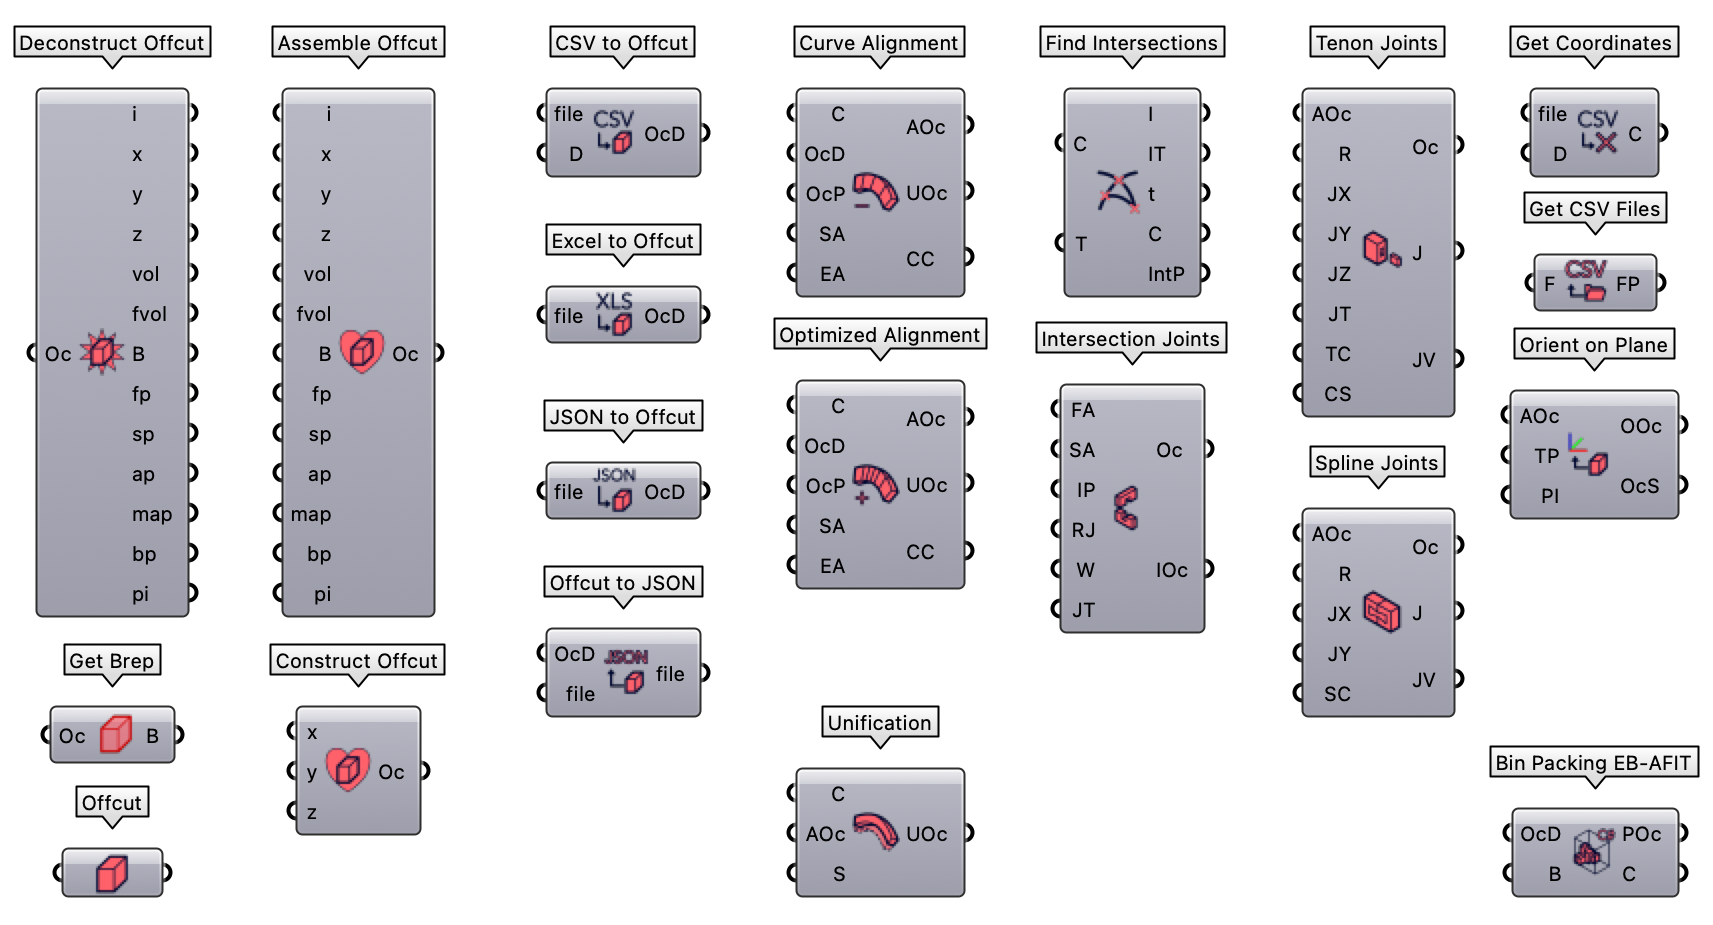 Deconstruct Offcut
i
x
y
z
vol
fvol
Oc
B
fp
sp
ap
map
bp
pi
Get Brep
Oc B
Offcut
Assemble Offcut
i
x
y
z
vol
fvol
B Oc
fp
sp
ap
map
bp
pi
Construct Offcut
x
y Oc
z
CSV to Offcut
file CSV OcD
D
Excel to Offcut
XLS
file OcD
JSON to Offcut
JSON
file OcD
Offcut to JSON
OcD JSON file
file
Curve Alignment
C AOc
OcD
OcP UOc
SA
EA CC
Optimized Alignment
C AOc
OcD
OcP UOc
SA
EA CC
Unification
C
AOc UOc
S
Find Intersections
I
C IT
t
T C
IntP
Intersection Joints
FA
SA Oc
IP
RJ
W IOc
JT
Tenon Joints
AOc
R Oc
JX
JY
JZ J
JT
TC JV
CS
Spline Joints
AOc Oc
R
JX J
JY
SC JV
Get Coordinates
file CSV C
D
Get CSV Files
CSV
F FP
Orient on Plane
AOc OOc
TP
PI OcS
Bin Packing EB-AFIT
OcD POc
B C